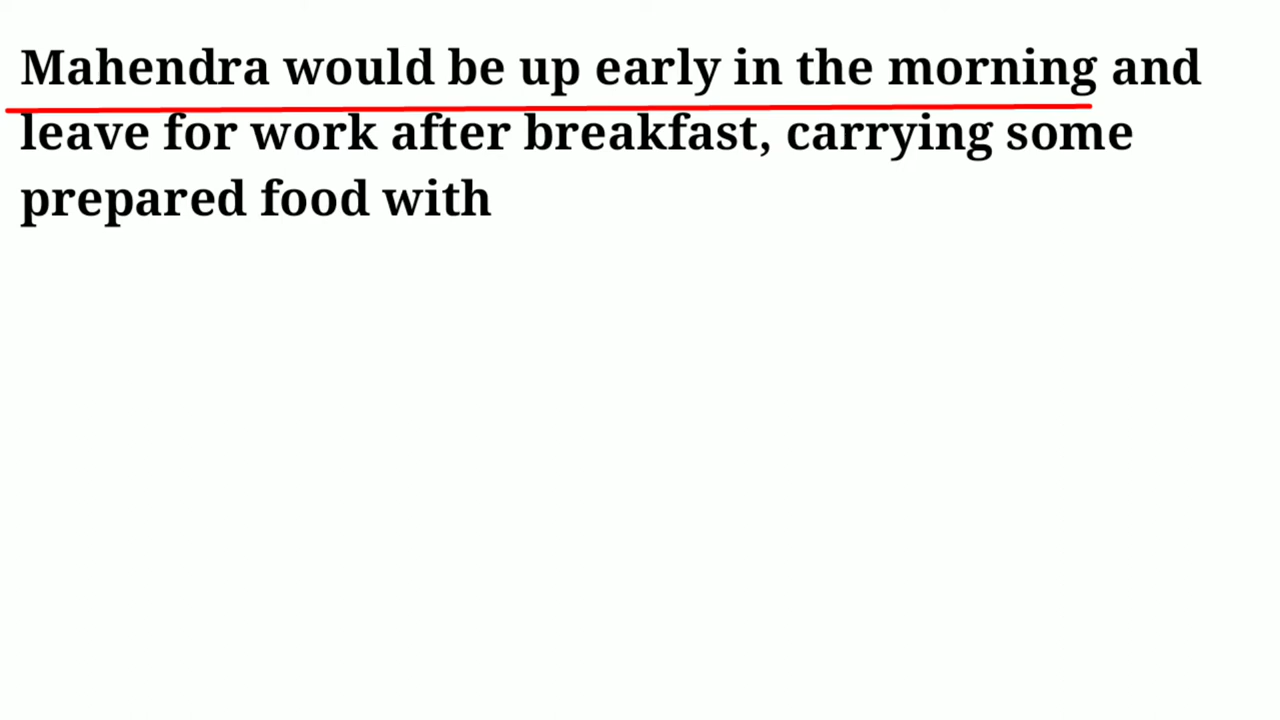 Mahendra would be up early in the morning and
leave for work after breakfast, carrying some
prepared food with